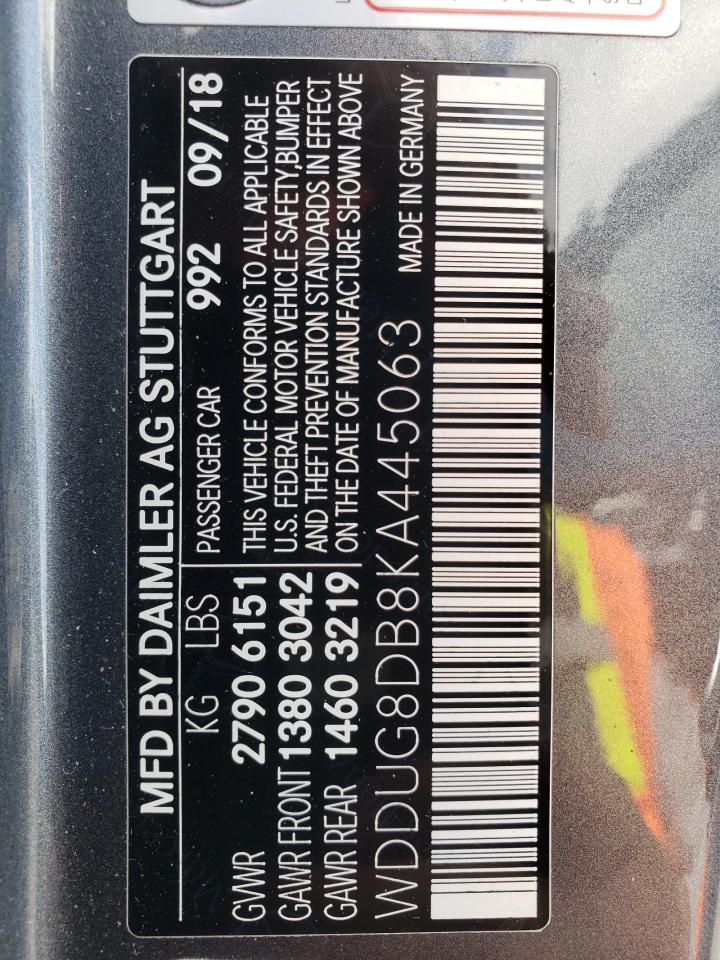 MFD BY DAIMLER AG STUTTGART
KG LBS
GVWR 2790 6151
GAWR FRONT 1380 3042
GAWR REAR 1460 3219
PASSENGER CAR 992 09/18
THIS VEHICLE CONFORMS TO ALL APPLICABLE
U.S. FEDERAL MOTOR VEHICLE SAFETY,BUMPER
AND THEFT PREVENTION STANDARDS IN EFFECT
ON THE DATE OF MANUFACTURE SHOWN ABOVE
WDDUG8DB8KA445063 MADE IN GERMANY